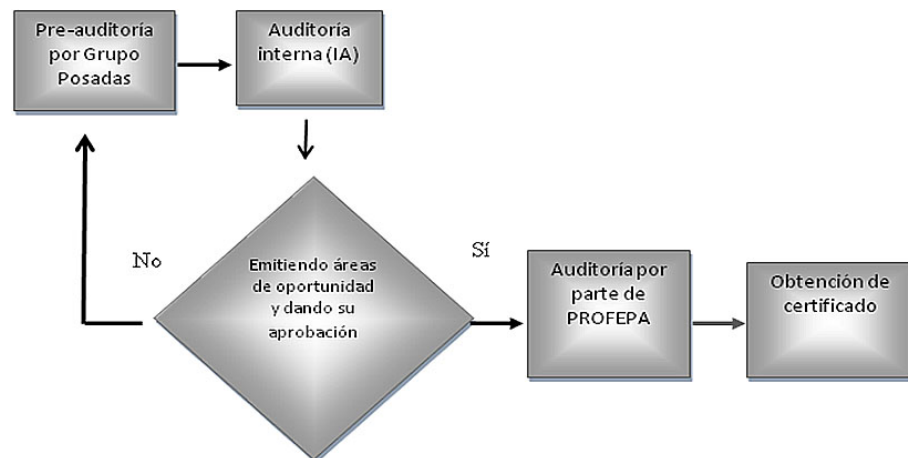 Pre-auditoría
por Grupo
Posadas
Auditoría
interna (IA)
No
Emitiendo áreas
de oportunidad
y dando su
aprobación
Sí
Auditoría por
parte de
PROFEPA
Obtención de
certificado